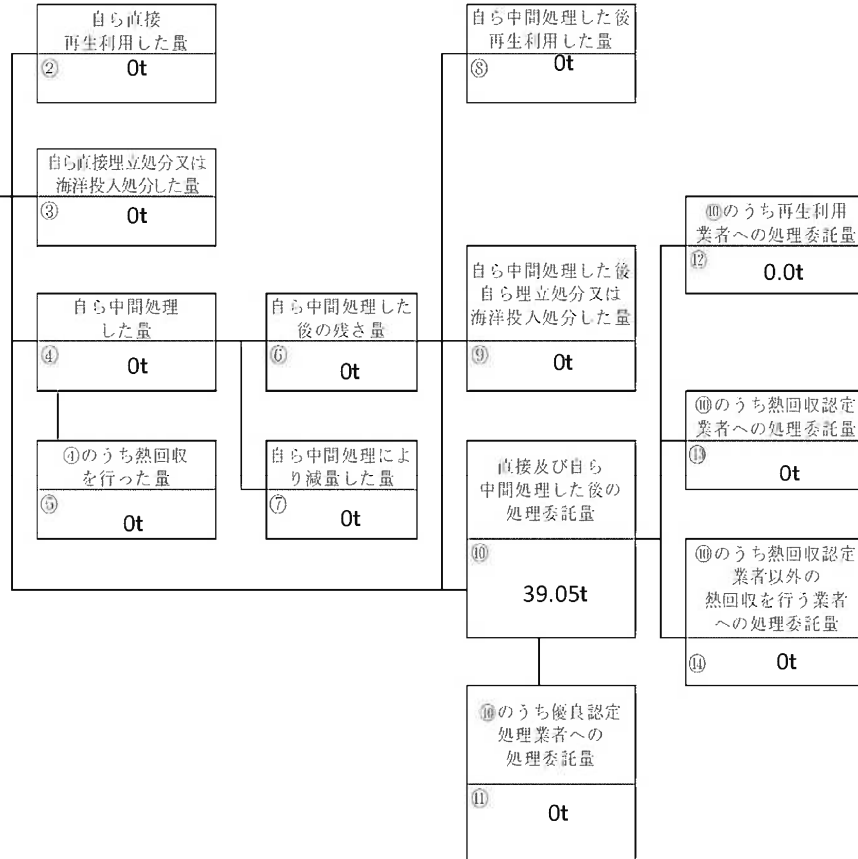 自ら直接
再生利用した量
②
0t
自ら直接埋立処分又は
海洋投入処分した量
③
0t
自ら中間処理
した量
④
0t
④のうち熱回収
を行った量
⑤
0t
自ら中間処理した
後の残さ量
⑥
0t
自ら中間処理によ
り減量した量
⑦
0t
自ら中間処理した後
再生利用した量
⑧
0t
自ら中間処理した後
自ら埋立処分又は
海洋投入処分した量
⑨
0t
直接及び自ら
中間処理した後の
処理委託量
⑩
39.05t
⑩のうち優良認定
処理業者への
処理委託量
⑪
0t
⑩のうち再生利用
業者への処理委託量
⑫
0.0t
⑩のうち熱回収認定
業者への処理委託量
⑬
0t
⑩のうち熱回収認定
業者以外の
熱回収を行う業者
への処理委託量
⑭
0t